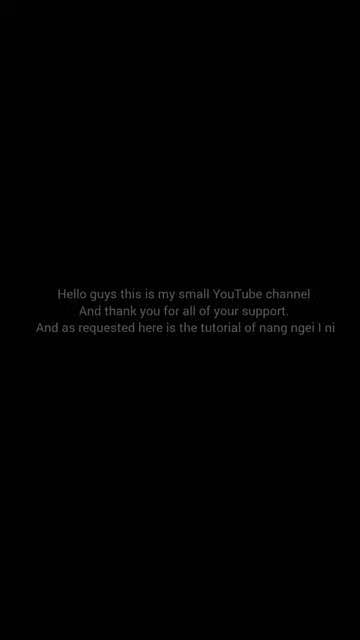 Hello guys this is my small YouTube channel
And thank you for all of your support.
And as requested here is the tutorial of nang ngei I ni